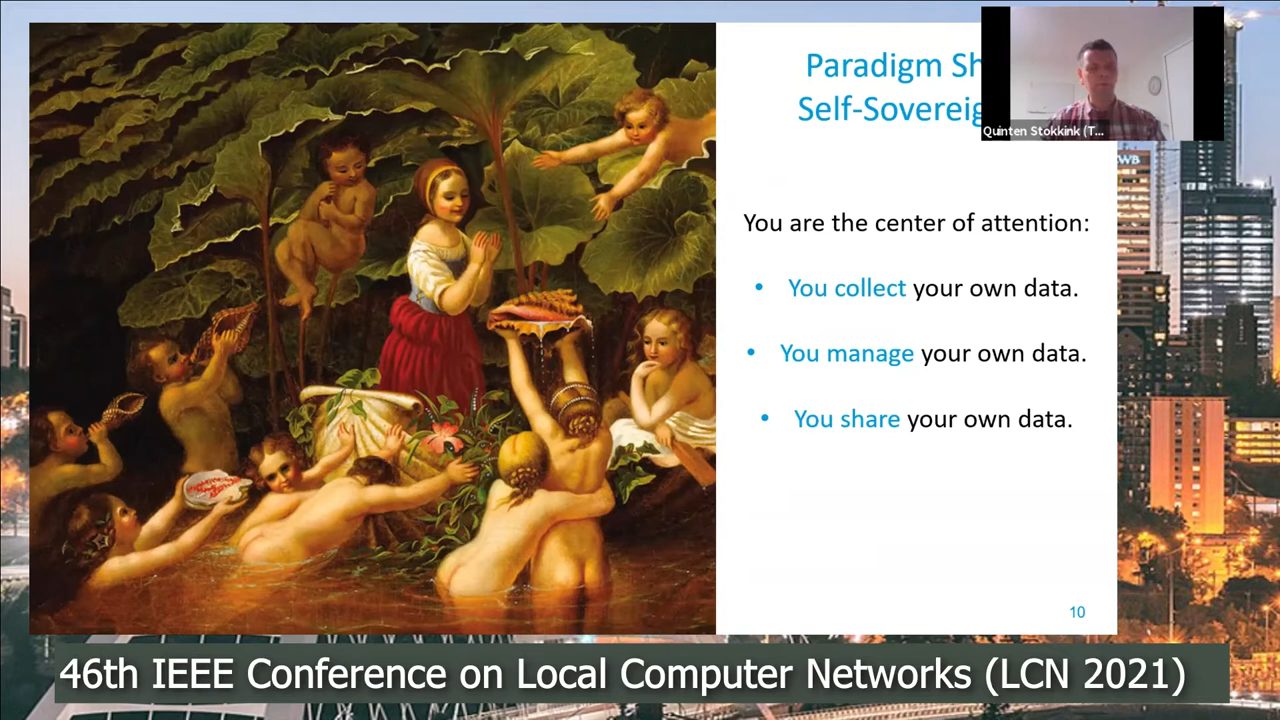 Paradigm Sh
Self-Sovereig
Quinten Stokkink (T...
WB
You are the center of attention:
• You collect your own data.
• You manage your own data.
• You share your own data.
10
46th IEEE Conference on Local Computer Networks (LCN 2021)